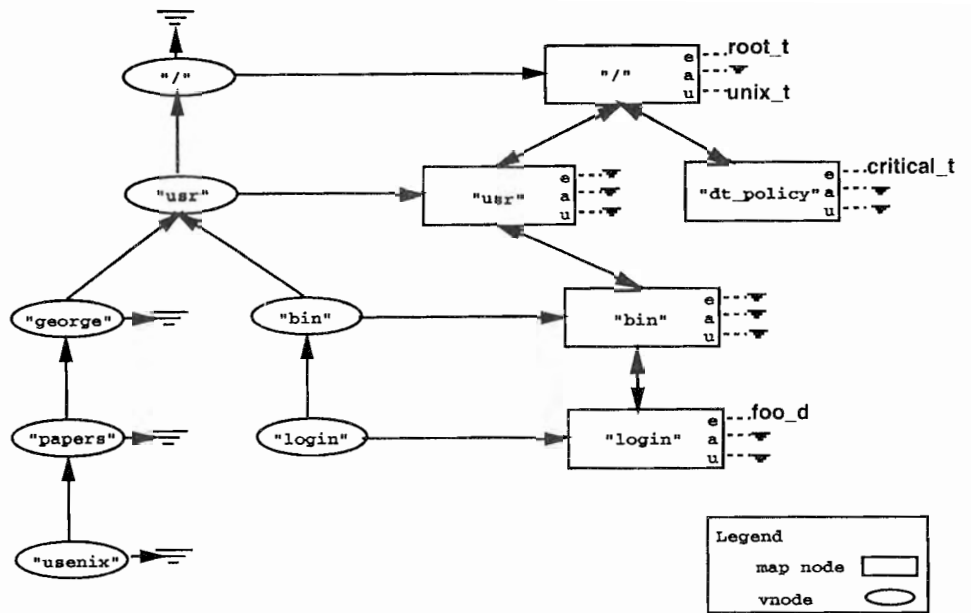 "/"
"/"
e root_t
a
u unix_t
"usr"
"usr"
e
a
u
"dt_policy"
e critical_t
a
u
"george"
"bin"
"bin"
e
a
u
"papers"
"login"
"login"
e foo_d
a
u
"usenix"
Legend
map node
vnode